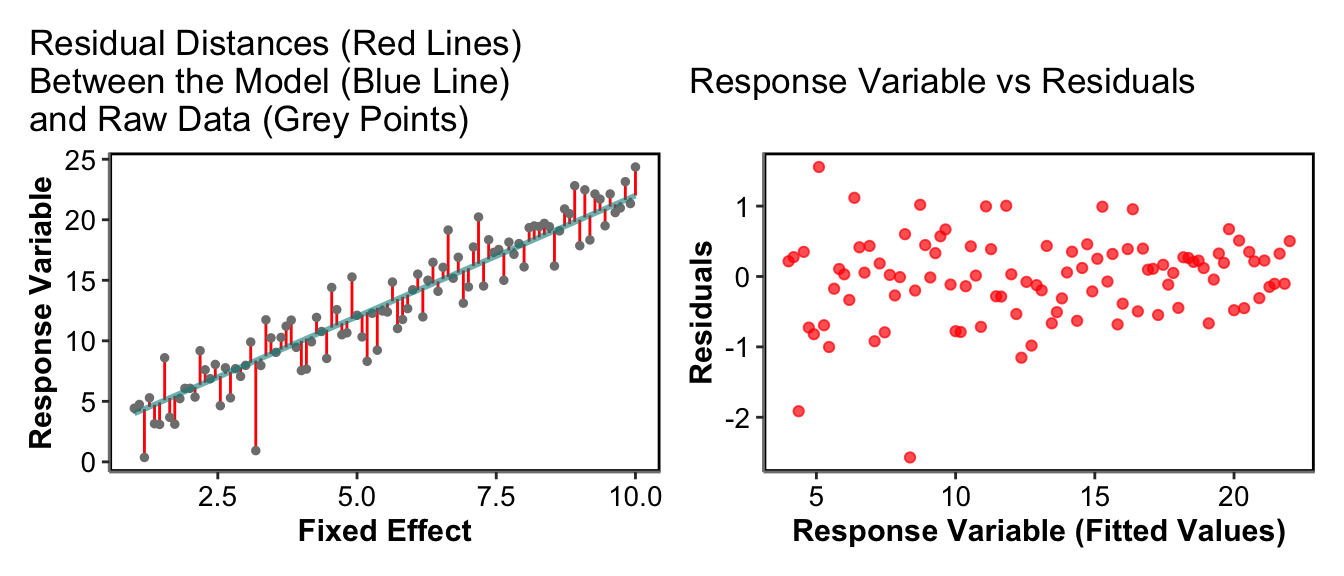 Residual Distances (Red Lines)
Between the Model (Blue Line)
and Raw Data (Grey Points)
25
20
15
10
5
0
Response Variable
2.5
5.0
7.5
10.0
Fixed Effect
Response Variable vs Residuals
1
0
-1
-2
Residuals
5
10
15
20
Response Variable (Fitted Values)